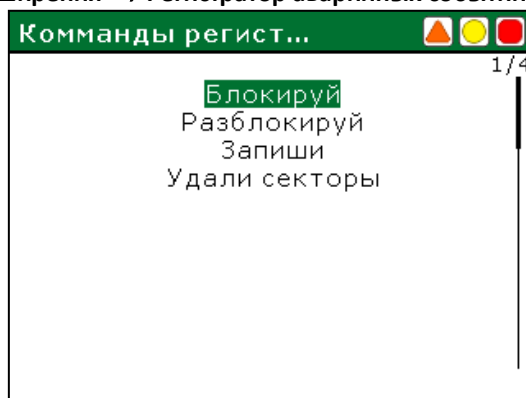 Комманды регист...
1/4
Блокируй
Разблокируй
Запиши
Удали секторы